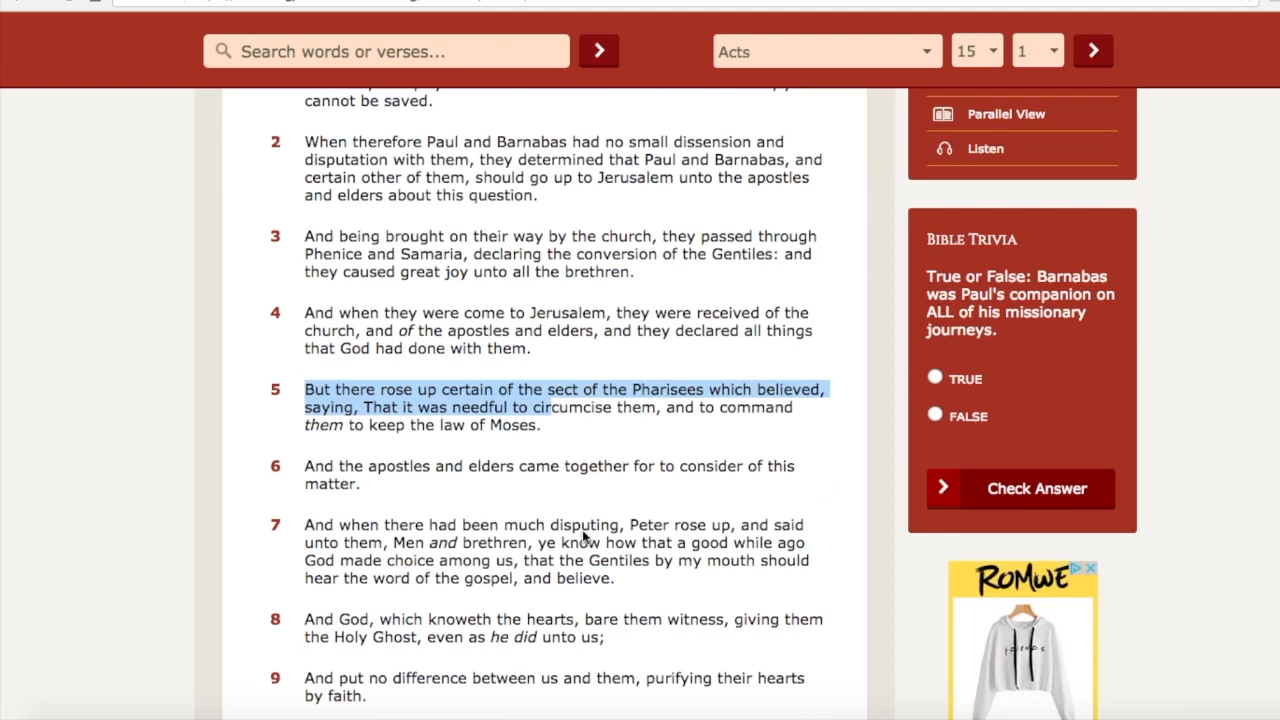 Search words or verses...
Acts
15
1
cannot be saved.
2 When therefore Paul and Barnabas had no small dissension and
disputation with them, they determined that Paul and Barnabas, and
certain other of them, should go up to Jerusalem unto the apostles
and elders about this question.
3 And being brought on their way by the church, they passed through
Phenice and Samaria, declaring the conversion of the Gentiles: and
they caused great joy unto all the brethren.
4 And when they were come to Jerusalem, they were received of the
church, and of the apostles and elders, and they declared all things
that God had done with them.
5 But there rose up certain of the sect of the Pharisees which believed,
saying, That it was needful to circumcise them, and to command
them to keep the law of Moses.
6 And the apostles and elders came together for to consider of this
matter.
7 And when there had been much disputing, Peter rose up, and said
unto them, Men and brethren, ye know how that a good while ago
God made choice among us, that the Gentiles by my mouth should
hear the word of the gospel, and believe.
8 And God, which knoweth the hearts, bare them witness, giving them
the Holy Ghost, even as he did unto us;
9 And put no difference between us and them, purifying their hearts
by faith.
Parallel View
Listen
Bible Trivia
True or False: Barnabas
was Paul's companion on
ALL of his missionary
journeys.
TRUE
FALSE
Check Answer
ROMWE
FRIENDS